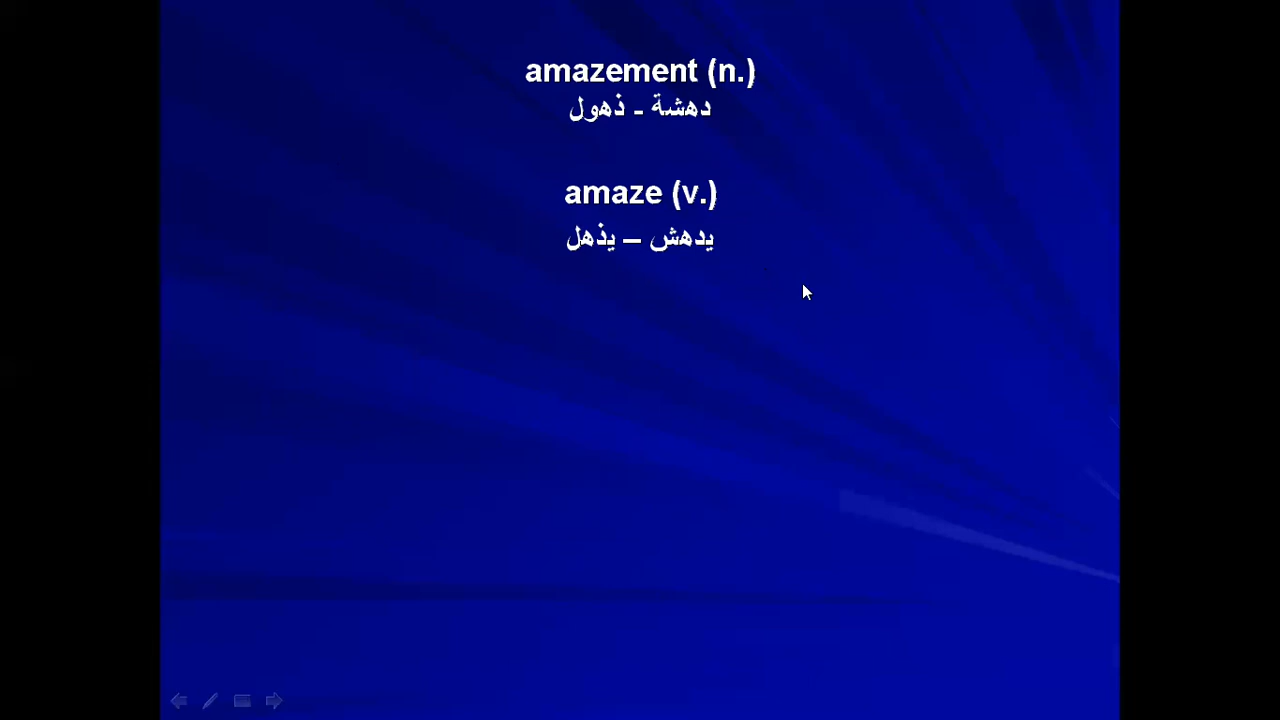 amazement (n.)
دهشة - ذهول
amaze (v.)
يدهش – يذهل